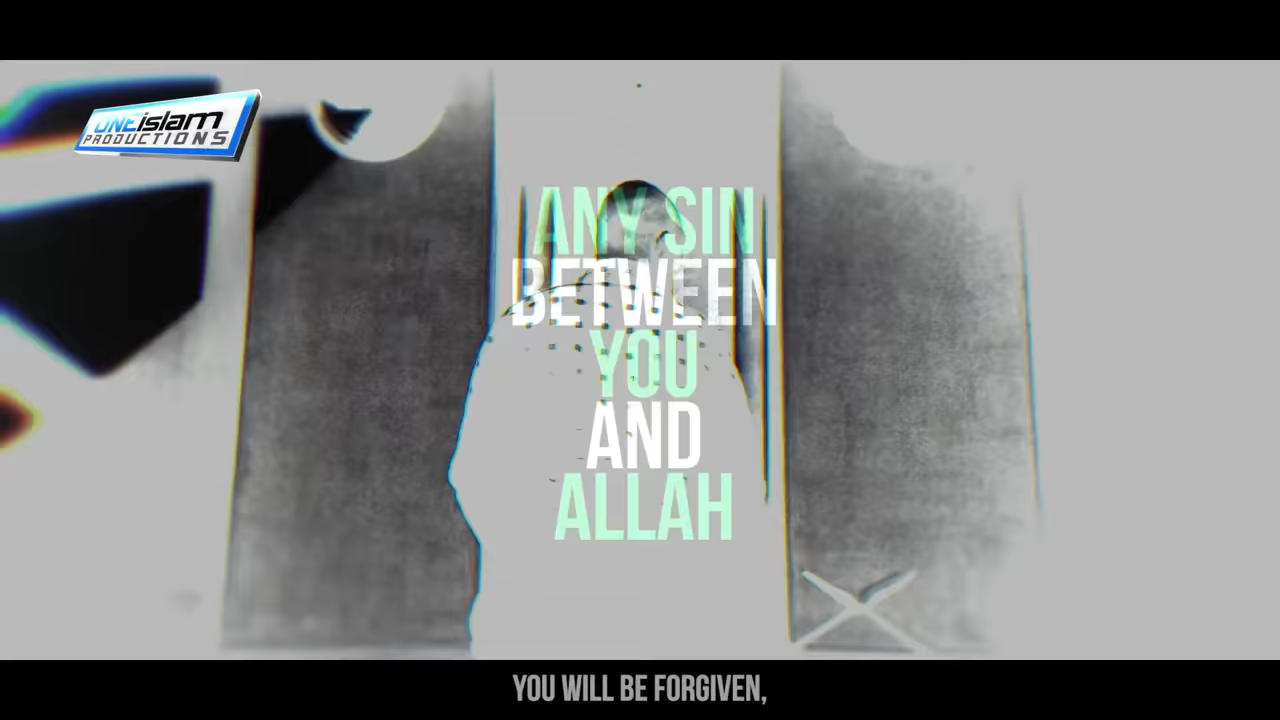 ONEislam
PRODUCTIONS
ANY SIN
BETWEEN
YOU
AND
ALLAH
YOU WILL BE FORGIVEN,